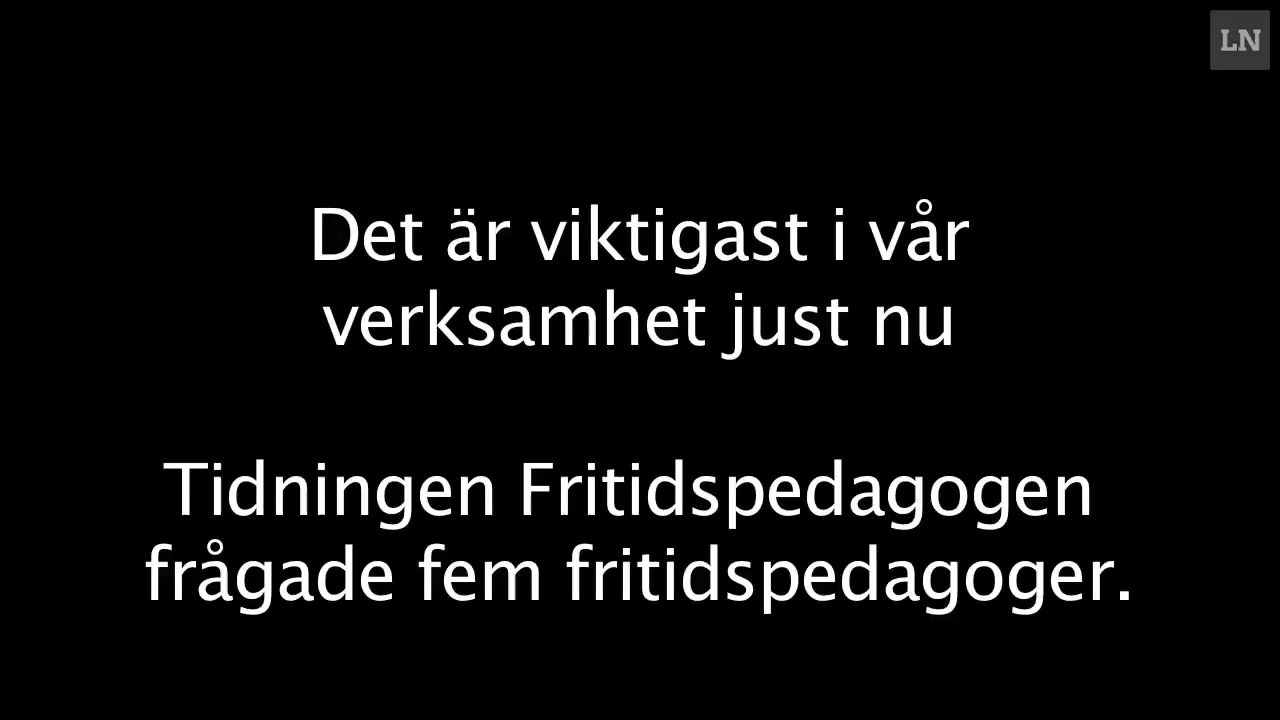 LN
Det är viktigast i vår
verksamhet just nu
Tidningen Fritidspedagogen
frågade fem fritidspedagoger.